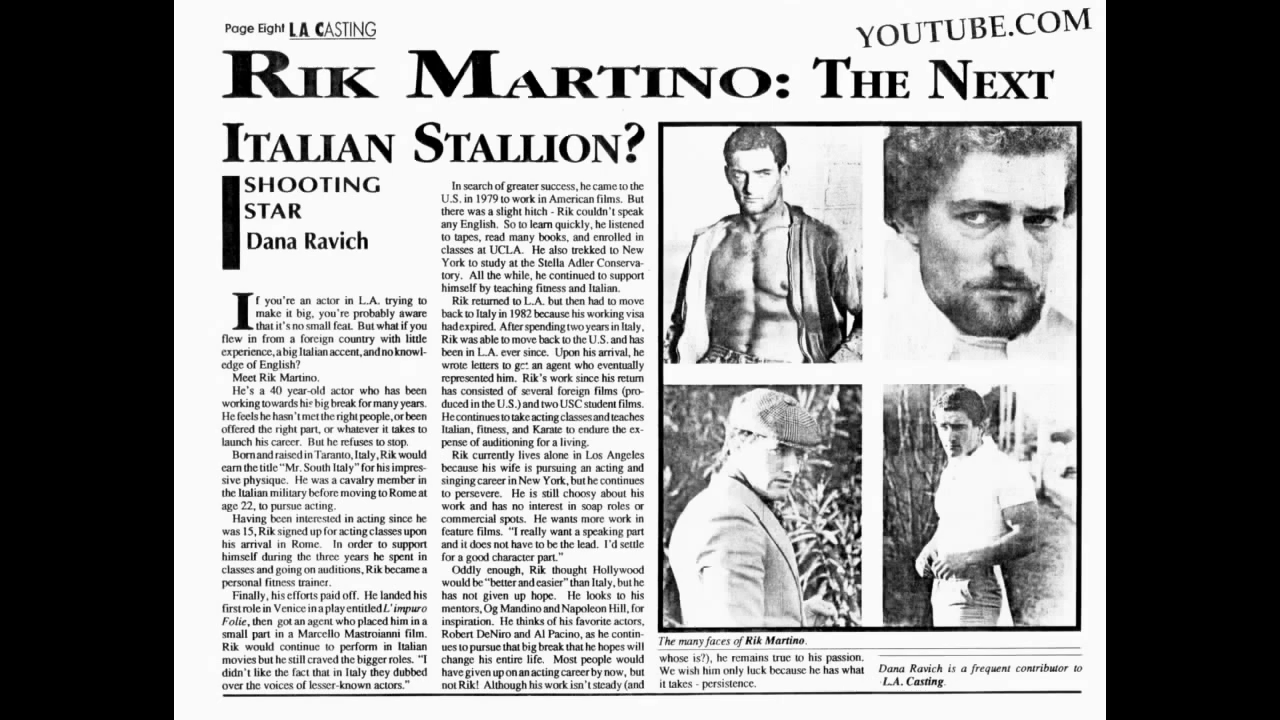 Page Eight LA CASTING
YOUTUBE.COM
RIK MARTINO: THE NEXT
ITALIAN STALLION?
SHOOTING
STAR
Dana Ravich
If you're an actor in L.A. trying to
make it big, you're probably aware
that it's no small feat. But what if you
flew in from a foreign country with little
experience, a big Italian accent, and no knowl-
edge of English?
Meet Rik Martino.
He's a 40 year-old actor who has been
working towards his big break for many years.
He feels he hasn't met the right people, or been
offered the right part, or whatever it takes to
launch his career. But he refuses to stop.
Born and raised in Taranto, Italy, Rik would
earn the title "Mr. South Italy" for his impres-
sive physique. He was a cavalry member in
the Italian military before moving to Rome at
age 22, to pursue acting.
Having been interested in acting since he
was 15, Rik signed up for acting classes upon
his arrival in Rome. In order to support
himself during the three years he spent in
classes and going on auditions, Rik became a
personal fitness trainer.
Finally, his efforts paid off. He landed his
first role in Venice in a play entitled L'impuro
Folie, then got an agent who placed him in a
small part in a Marcello Mastroianni film.
Rik would continue to perform in Italian
movies but he still craved the bigger roles. "I
didn't like the fact that in Italy they dubbed
over the voices of lesser-known actors."
In search of greater success, he came to the
U.S. in 1979 to work in American films. But
there was a slight hitch - Rik couldn't speak
any English. So to learn quickly, he listened
to tapes, read many books, and enrolled in
classes at UCLA. He also trekked to New
York to study at the Stella Adler Conserva-
tory. All the while, he continued to support
himself by teaching fitness and Italian.
Rik returned to L.A. but then had to move
back to Italy in 1982 because his working visa
had expired. After spending two years in Italy,
Rik was able to move back to the U.S. and has
been in L.A. ever since. Upon his arrival, he
wrote letters to get an agent who eventually
represented him. Rik's work since his return
has consisted of several foreign films (pro-
duced in the U.S.) and two USC student films.
He continues to take acting classes and teaches
Italian, fitness, and Karate to endure the ex-
pense of auditioning for a living.
Rik currently lives alone in Los Angeles
because his wife is pursuing an acting and
singing career in New York, but he continues
to persevere. He is still choosy about his
work and has no interest in soap roles or
commercial spots. He wants more work in
feature films. "I really want a speaking part
and it does not have to be the lead. I'd settle
for a good character part."
Oddly enough, Rik thought Hollywood
would be "better and easier" than Italy, but he
has not given up hope. He looks to his
mentors, Og Mandino and Napoleon Hill, for
inspiration. He thinks of his favorite actors,
Robert DeNiro and Al Pacino, as he contin-
ues to pursue that big break that he hopes will
change his entire life. Most people would
have given up on an acting career by now, but
not Rik! Although his work isn't steady (and
The many faces of Rik Martino.
whose is?), he remains true to his passion.
We wish him only luck because he has what
it takes - persistence.
Dana Ravich is a frequent contributor to
L.A. Casting.